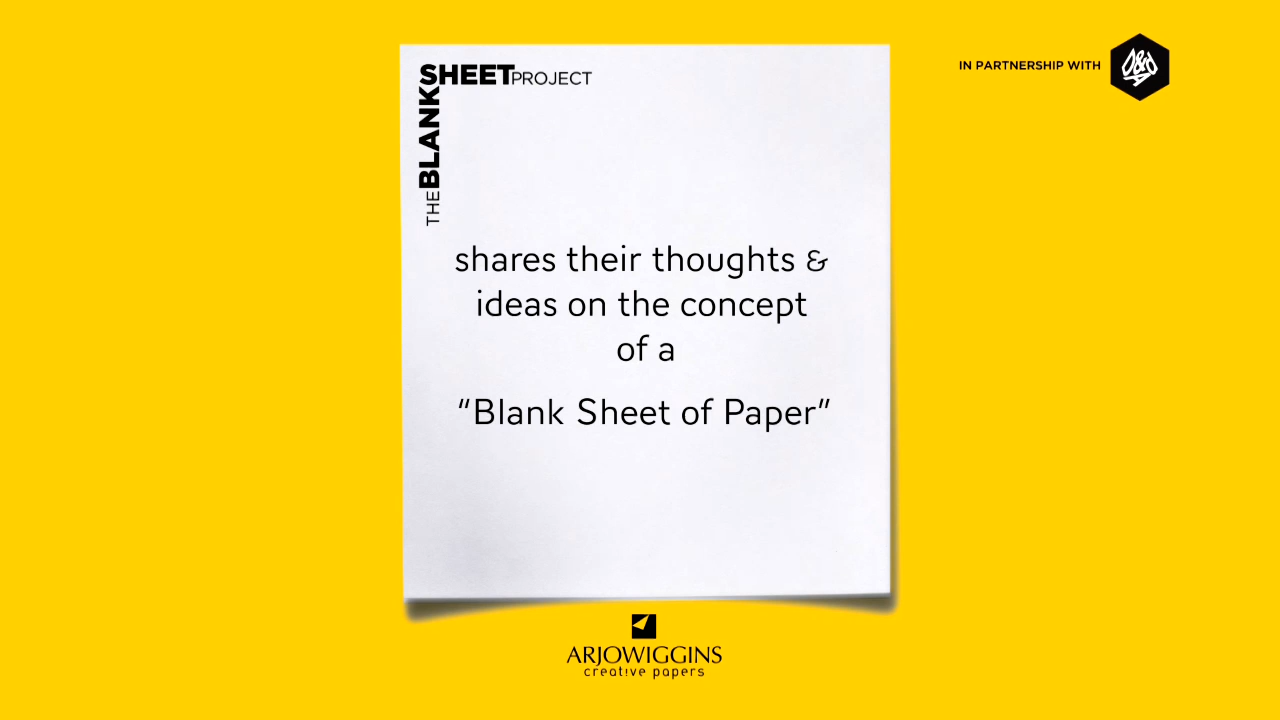 THE BLANK SHEET PROJECT
IN PARTNERSHIP WITH
D&AD
shares their thoughts &
ideas on the concept
of a
“Blank Sheet of Paper”
ARJOWIGGINS
creative papers